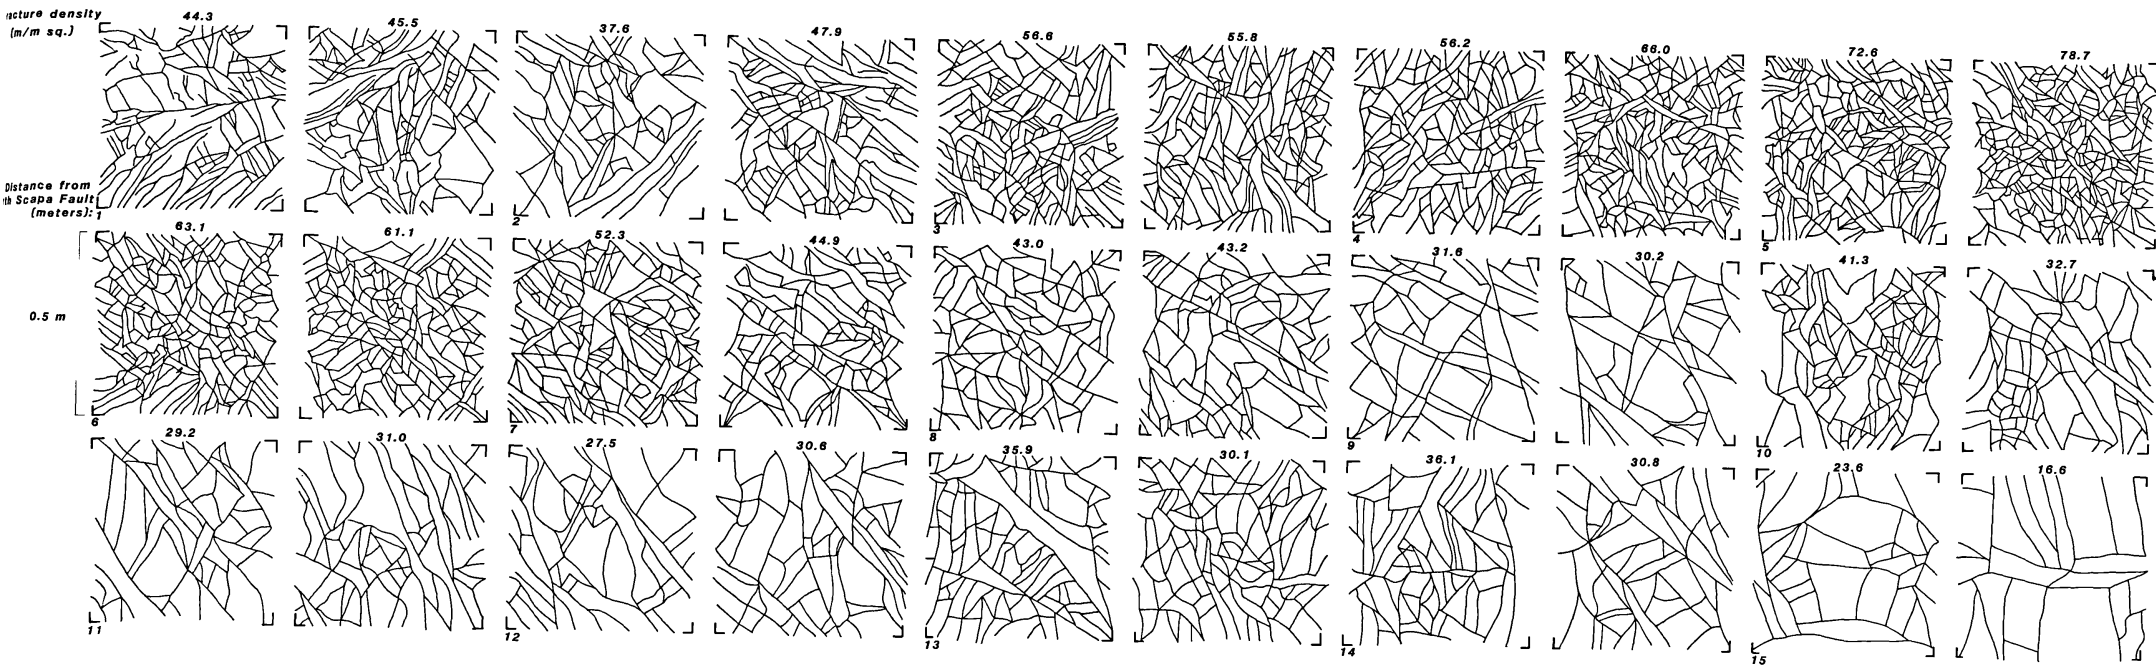 acture density
(m/m sq.)
44.3 45.5 37.6 47.9 56.6 55.8 56.2 66.0 72.6 78.7
Distance from
th Scapa Fault
(meters): 1 2 3 4 5
63.1 61.1 52.3 44.9 43.0 43.2 31.6 30.2 41.3 32.7
0.5 m
6 7 8 9 10
29.2 31.0 27.5 30.6 35.9 30.1 36.1 30.8 23.6 16.6
11 12 13 14 15